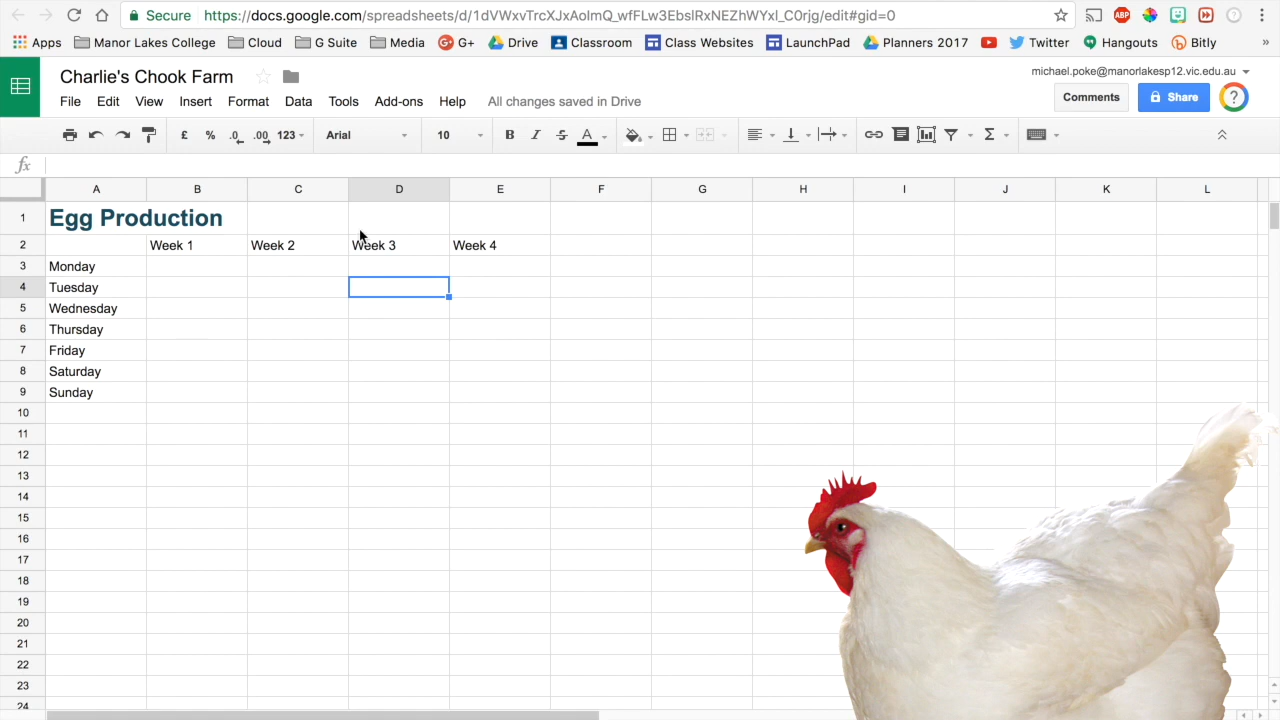 Secure https://docs.google.com/spreadsheets/d/1dVWxvTrcXJxAolmQ_wfFLw3EbslRxNEZhWYxl_C0rjg/edit#gid=0 ABP
Apps Manor Lakes College Cloud G Suite Media G+ Drive Classroom Class Websites LaunchPad Planners 2017 Twitter Hangouts Bitly »
Charlie's Chook Farm michael.poke@manorlakesp12.vic.edu.au
File Edit View Insert Format Data Tools Add-ons Help All changes saved in Drive Comments Share
£ % .0 .00 123 Arial 10 B I S A Σ
fx
A B C D E F G H I J K L
1 Egg Production
2 Week 1 Week 2 Week 3 Week 4
3 Monday
4 Tuesday
5 Wednesday
6 Thursday
7 Friday
8 Saturday
9 Sunday
10
11
12
13
14
15
16
17
18
19
20
21
22
23
24